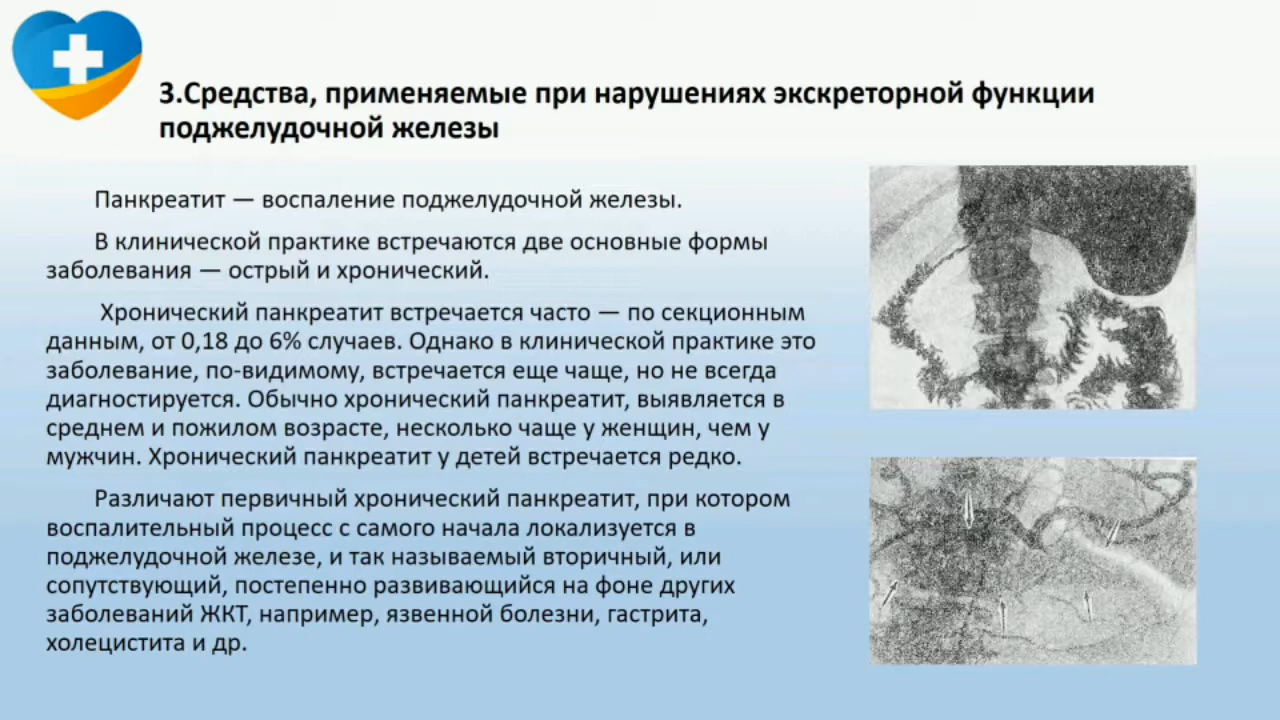 3.Средства, применяемые при нарушениях экскреторной функции
поджелудочной железы
Панкреатит — воспаление поджелудочной железы.
В клинической практике встречаются две основные формы
заболевания — острый и хронический.
Хронический панкреатит встречается часто — по секционным
данным, от 0,18 до 6% случаев. Однако в клинической практике это
заболевание, по-видимому, встречается еще чаще, но не всегда
диагностируется. Обычно хронический панкреатит, выявляется в
среднем и пожилом возрасте, несколько чаще у женщин, чем у
мужчин. Хронический панкреатит у детей встречается редко.
Различают первичный хронический панкреатит, при котором
воспалительный процесс с самого начала локализуется в
поджелудочной железе, и так называемый вторичный, или
сопутствующий, постепенно развивающийся на фоне других
заболеваний ЖКТ, например, язвенной болезни, гастрита,
холецистита и др.